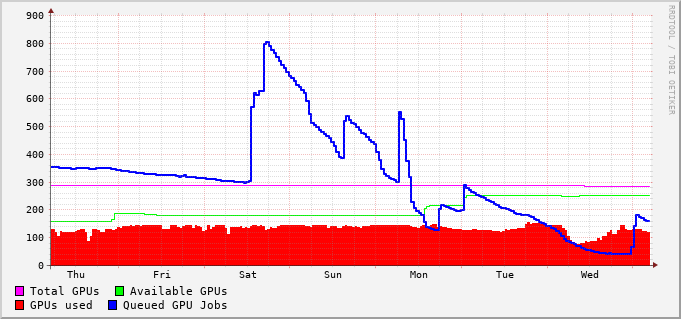 RRDTOOL / TOBI OETIKER
900
800
700
600
500
400
300
200
100
0
Thu Fri Sat Sun Mon Tue Wed
Total GPUs Available GPUs
GPUs used Queued GPU Jobs